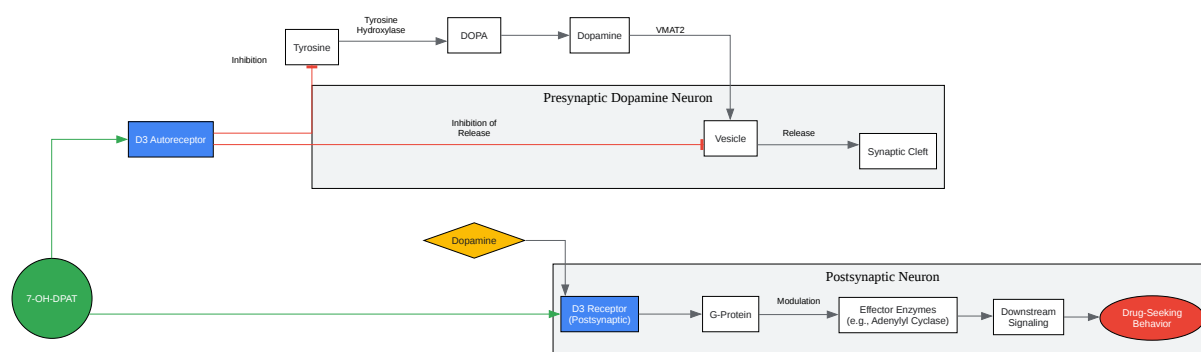 Tyrosine
Hydroxylase
Tyrosine
DOPA
Dopamine
VMAT2
Inhibition
Presynaptic Dopamine Neuron
D3 Autoreceptor
Inhibition of
Release
Vesicle
Release
Synaptic Cleft
Dopamine
Postsynaptic Neuron
7-OH-DPAT
D3 Receptor
(Postsynaptic)
G-Protein
Modulation
Effector Enzymes
(e.g., Adenylyl Cyclase)
Downstream
Signaling
Drug-Seeking
Behavior